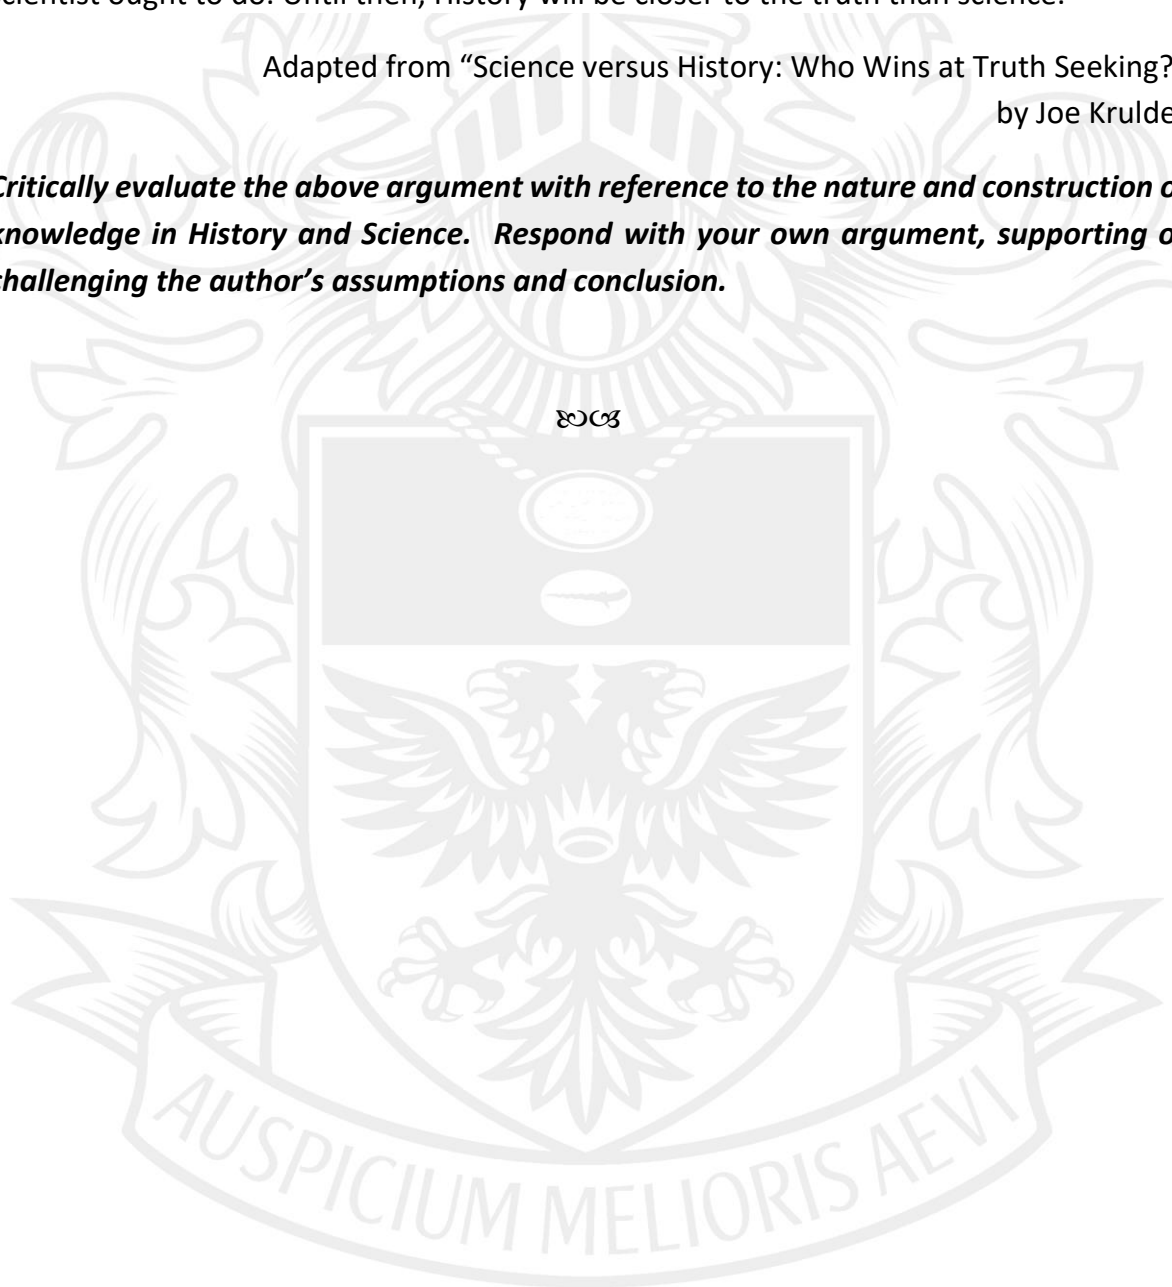 scientist ought to do. Until then, History will be closer to the truth than science.
Adapted from “Science versus History: Who Wins at Truth Seeking?
by Joe Krulde
Critically evaluate the above argument with reference to the nature and construction o
knowledge in History and Science. Respond with your own argument, supporting o
challenging the author’s assumptions and conclusion.
AUSPICIUM MELIORIS AEVI